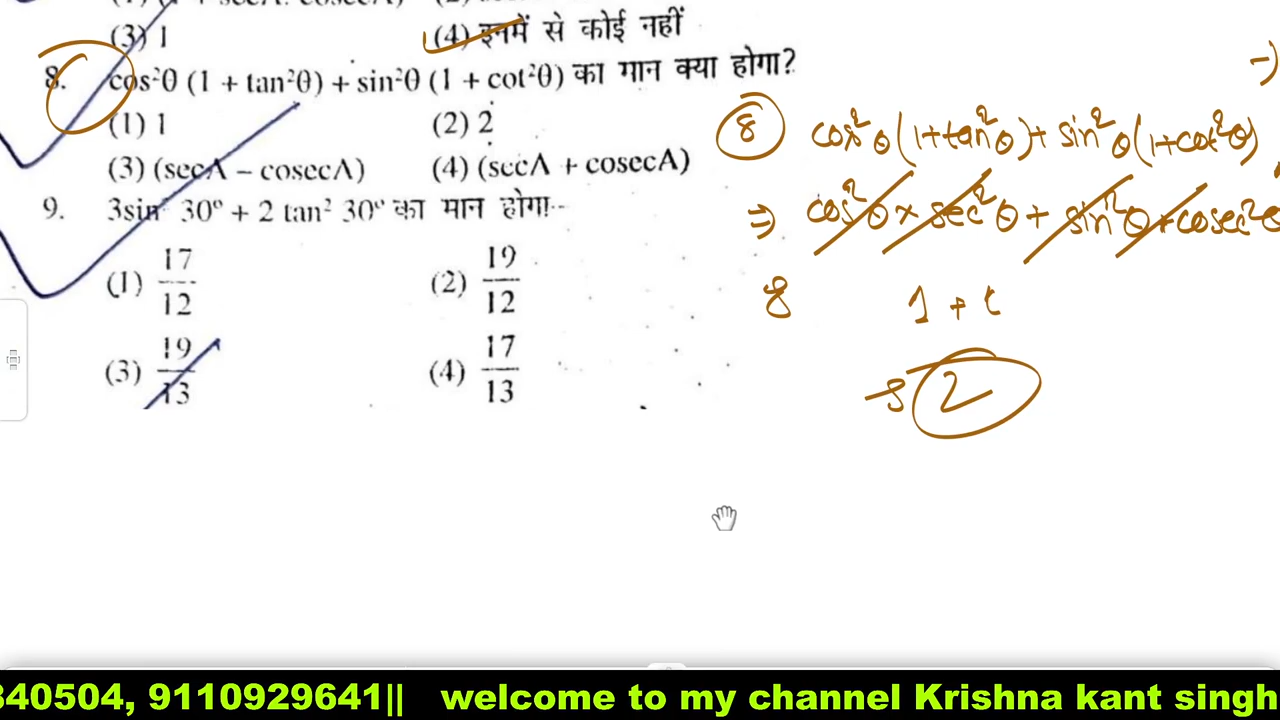 (3) 1 (4) इनमें से कोई नहीं
8. cos²θ (1 + tan²θ) + sin²θ (1 + cot²θ) का मान क्या होगा?
(1) 1 (2) 2
(3) (secA – cosecA) (4) (secA + cosecA)
9. 3sin² 30° + 2 tan² 30° का मान होगा--
(1) 17/12 (2) 19/12
(3) 19/13 (4) 17/13
⑧ cos²θ(1+tan²θ)+ sin²θ(1+cot²θ)
⇒ cos²θ × sec²θ + sin²θ × cosec²θ
1 + 1
2
340504, 9110929641|| welcome to my channel Krishna kant singh